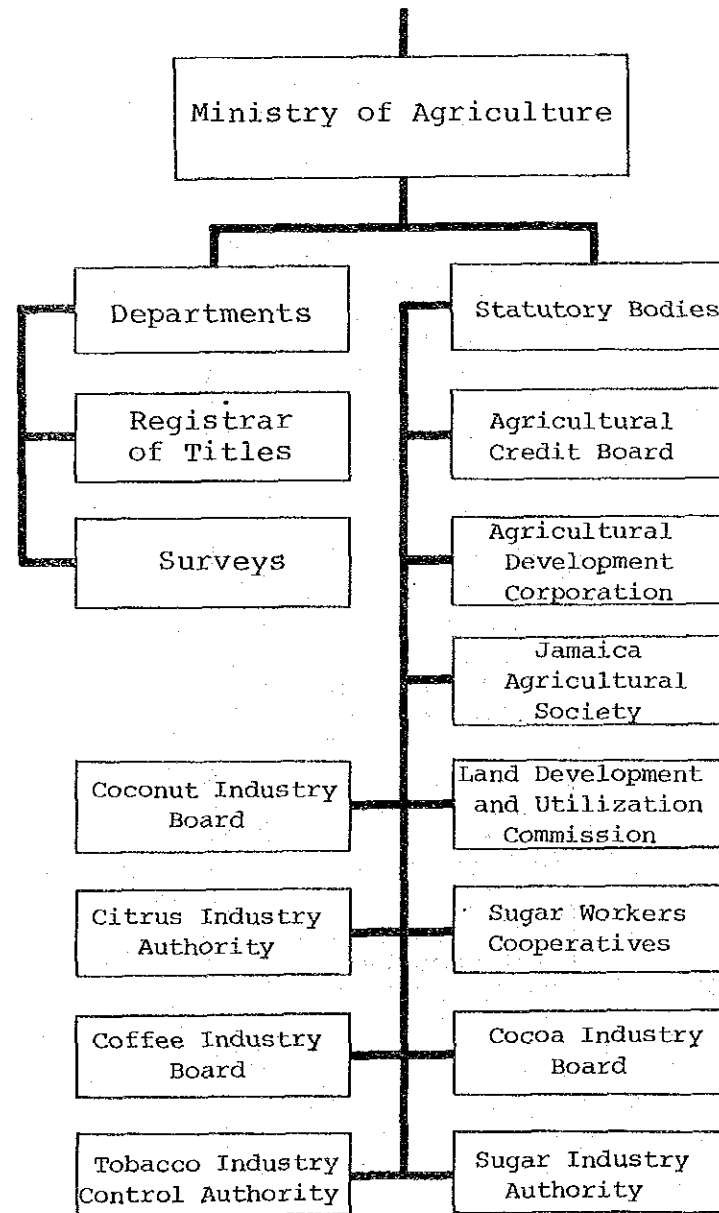 Ministry of Agriculture
Departments
Statutory Bodies
Registrar
of Titles
Agricultural
Credit Board
Surveys
Agricultural
Development
Corporation
Jamaica
Agricultural
Society
Coconut Industry
Board
Land Development
and Utilization
Commission
Citrus Industry
Authority
Sugar Workers
Cooperatives
Coffee Industry
Board
Cocoa Industry
Board
Tobacco Industry
Control Authority
Sugar Industry
Authority